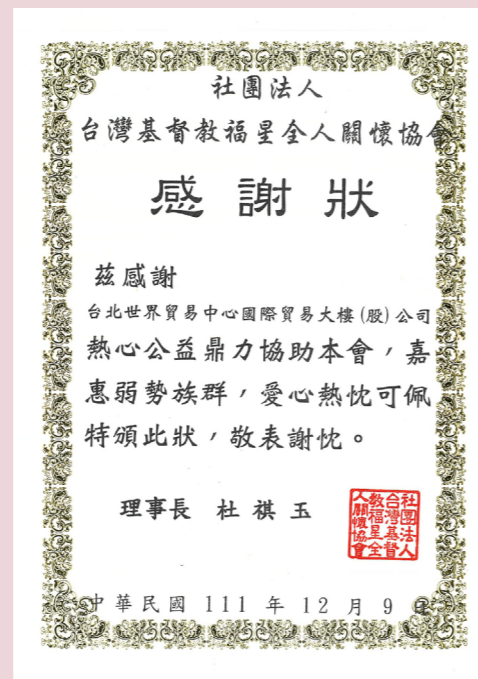 社團法人
台灣基督教福星全人關懷協會
感謝狀
茲感謝
台北世界貿易中心國際貿易大樓(股)公司
熱心公益鼎力協助本會，嘉
惠弱勢族群，愛心熱忱可佩
特頒此狀，敬表謝忱。
理事長 杜祺玉
社團法人
台灣基督
教福星全
人關懷協會
中華民國 111 年 12 月 9 日